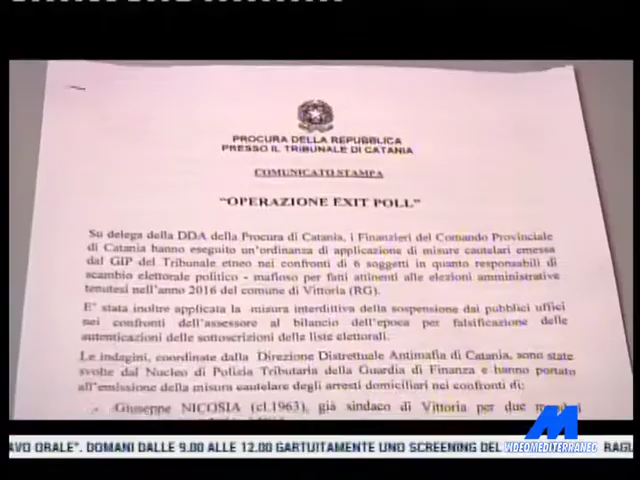 PROCURA DELLA REPUBBLICA
PRESSO IL TRIBUNALE DI CATANIA
COMUNICATO STAMPA
"OPERAZIONE EXIT POLL"
Su delega della DDA della Procura di Catania, i Finanzieri del Comando Provinciale
di Catania hanno eseguito un'ordinanza di applicazione di misure cautelari emessa
dal GIP del Tribunale etneo nei confronti di 6 soggetti in quanto responsabili di
scambio elettorale politico - mafioso per fatti attinenti alle elezioni amministrative
tenutesi nell'anno 2016 del comune di Vittoria (RG).
E' stata inoltre applicata la misura interdittiva della sospensione dai pubblici uffici
nei confronti dell'assessore al bilancio dell'epoca per falsificazione delle
autenticazioni delle sottoscrizioni delle liste elettorali.
Le indagini, coordinate dalla Direzione Distrettuale Antimafia di Catania, sono state
svolte dal Nucleo di Polizia Tributaria della Guardia di Finanza e hanno portato
all'emissione della misura cautelare degli arresti domiciliari nei confronti di:
- Giuseppe NICOSIA (cl.1963), già sindaco di Vittoria per due
VIDEOMEDITERRANEO
AVO ORALE". DOMANI DALLE 9.00 ALLE 12.00 GARTUITAMENTE UNO SCREENING DEL RAGU